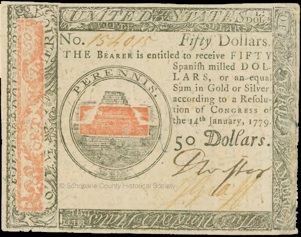 UNITED STATES
No. Fifty Dollars.
THE BEARER is entitled to receive FIFTY
Spanish milled DOL
LARS, or an equal
Sum in Gold or Silver
according to a Resolu
tion of CONGRESS of
the 14th January, 1779.
50 Dollars.
PERENNIS.
© Schoharie County Historical Society